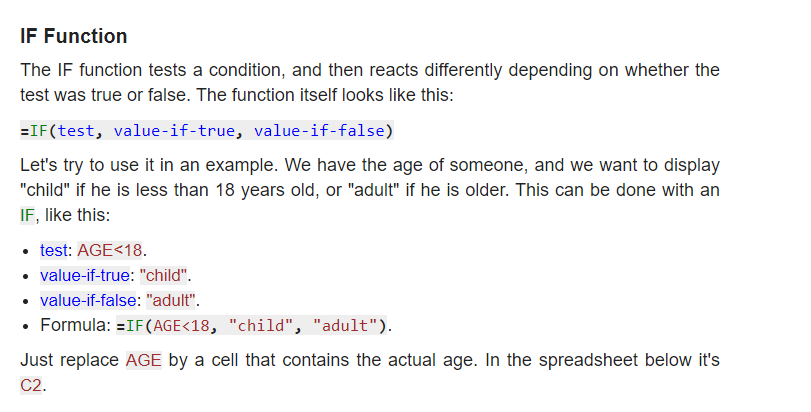 IF Function
The IF function tests a condition, and then reacts differently depending on whether the
test was true or false. The function itself looks like this:
=IF(test, value-if-true, value-if-false)
Let's try to use it in an example. We have the age of someone, and we want to display
"child" if he is less than 18 years old, or "adult" if he is older. This can be done with an
IF, like this:
• test: AGE<18.
• value-if-true: "child".
• value-if-false: "adult".
• Formula: =IF(AGE<18, "child", "adult").
Just replace AGE by a cell that contains the actual age. In the spreadsheet below it's
C2.